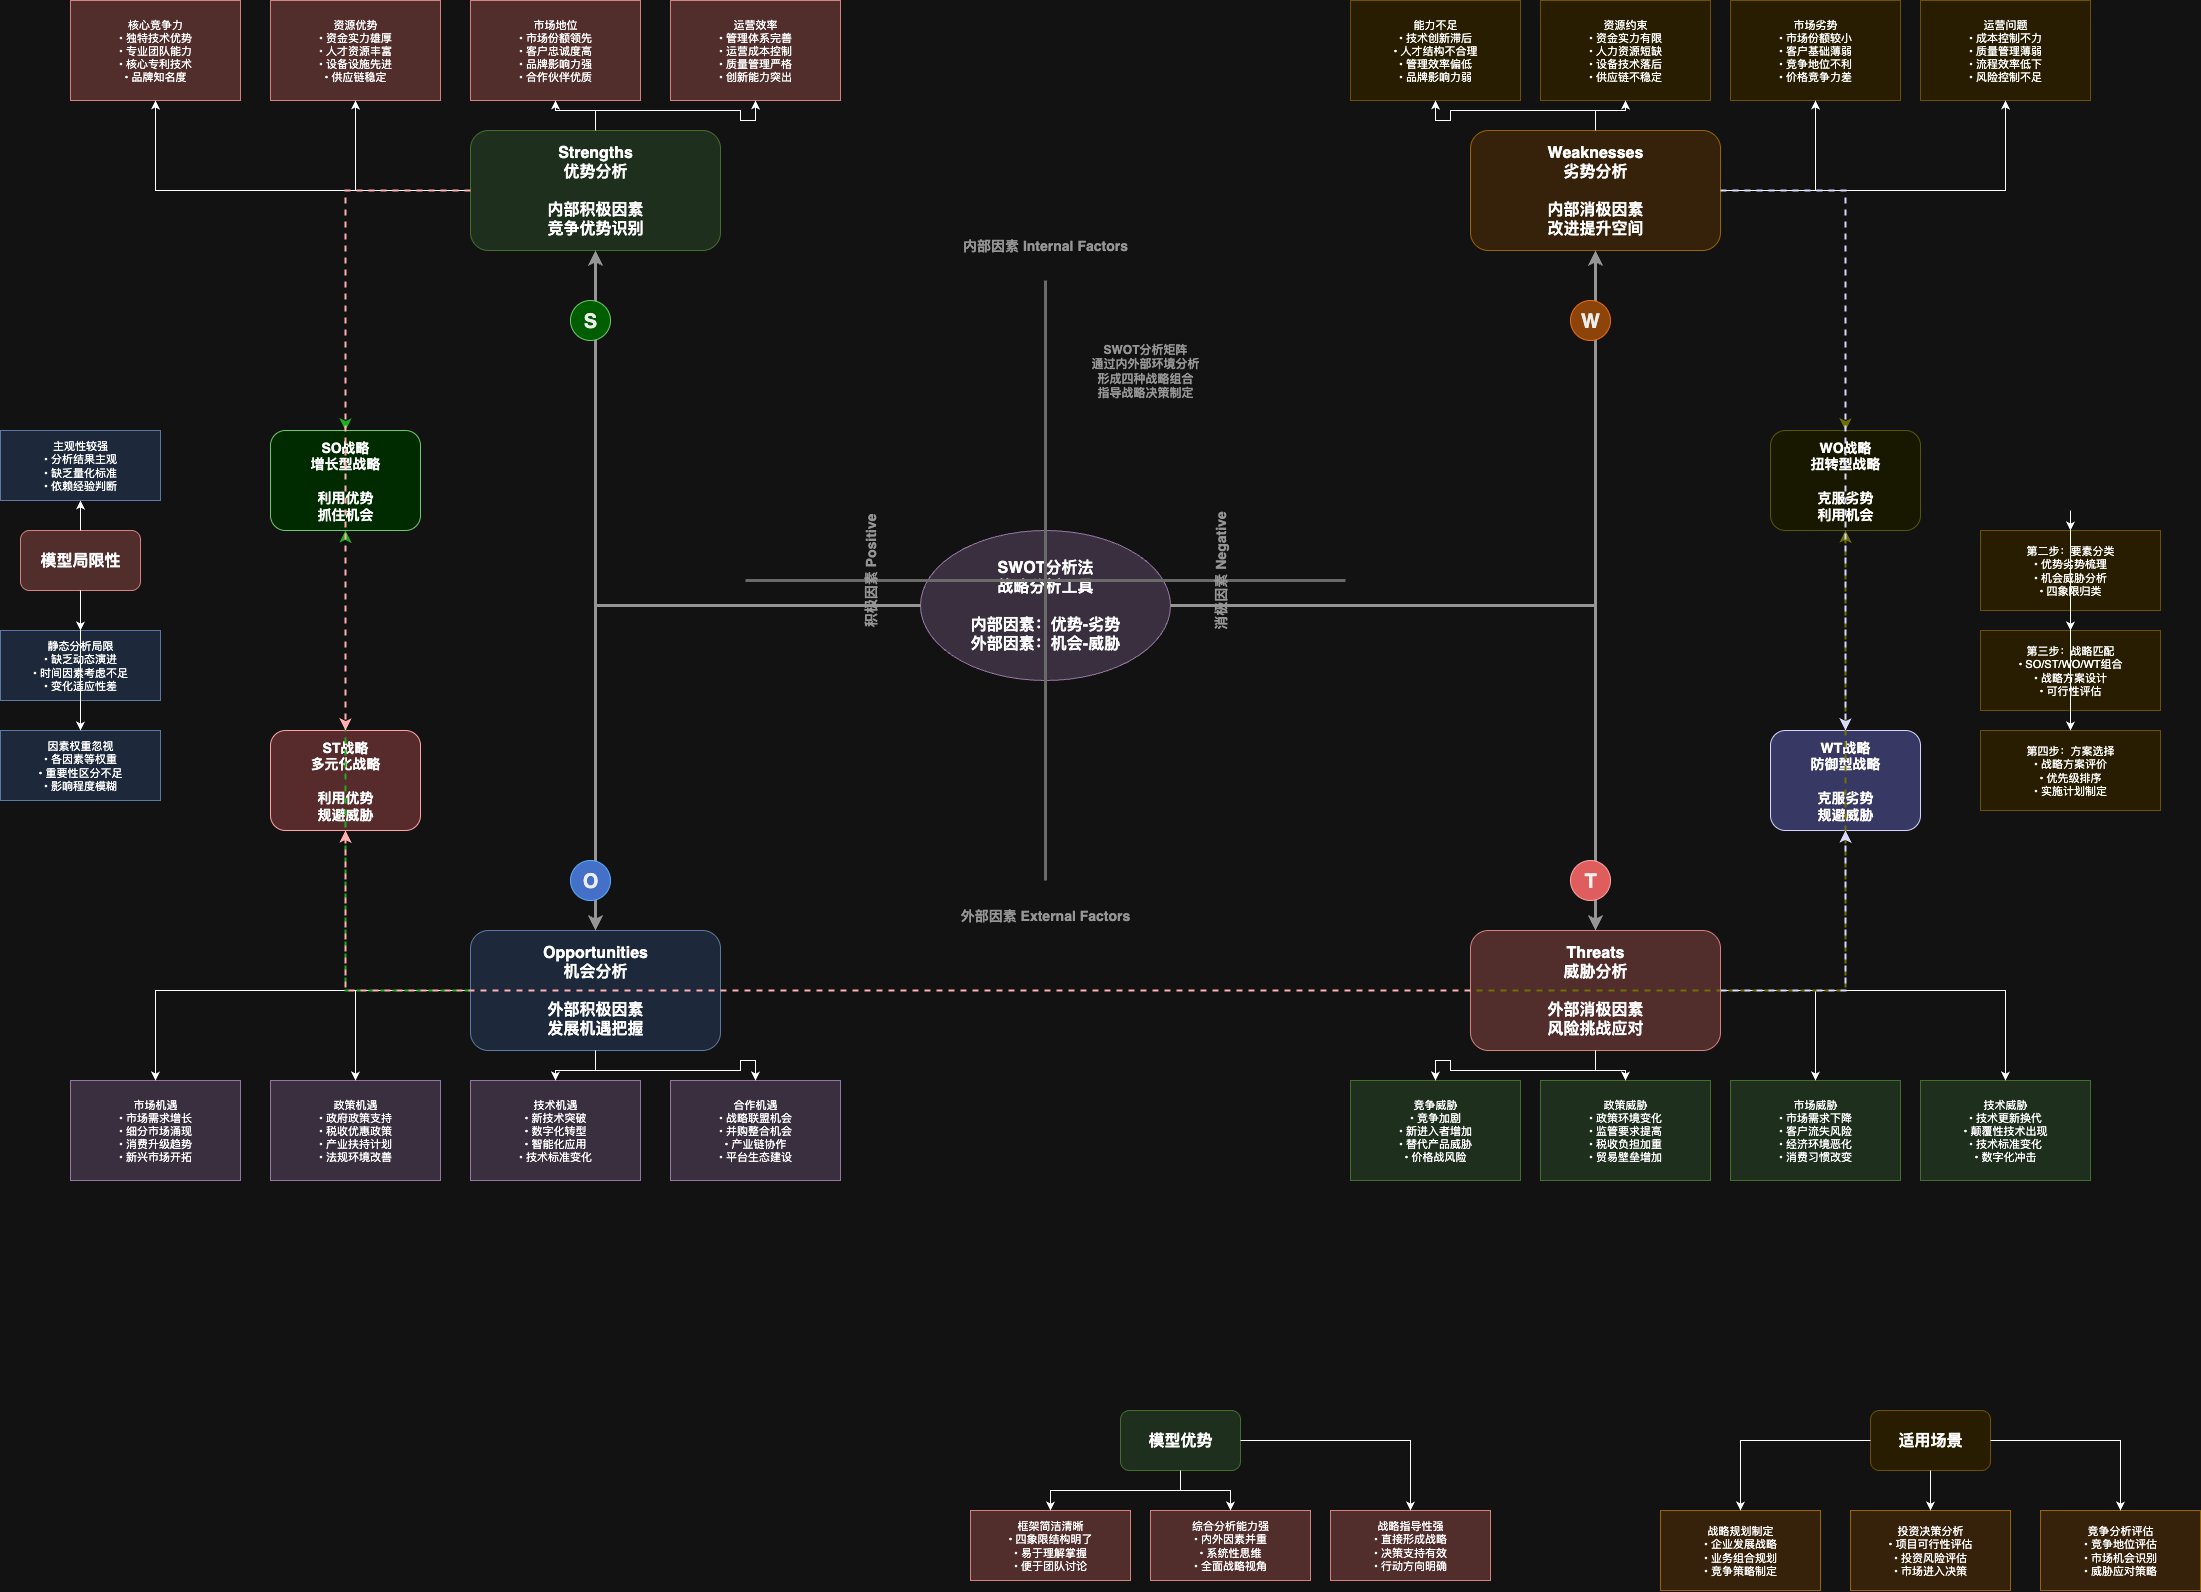 核心竞争力
• 独特技术优势
• 专业团队能力
• 核心专利技术
• 品牌知名度
资源优势
• 资金实力雄厚
• 人才资源丰富
• 设备设施先进
• 供应链稳定
市场地位
• 市场份额领先
• 客户忠诚度高
• 品牌影响力强
• 合作伙伴优质
运营效率
• 管理体系完善
• 运营成本控制
• 质量管理严格
• 创新能力突出
能力不足
• 技术创新滞后
• 人才结构不合理
• 管理效率偏低
• 品牌影响力弱
资源约束
• 资金实力有限
• 人力资源短缺
• 设备技术落后
• 供应链不稳定
市场劣势
• 市场份额较小
• 客户基础薄弱
• 竞争地位不利
• 价格竞争力差
运营问题
• 成本控制不力
• 质量管理薄弱
• 流程效率低下
• 风险控制不足
Strengths
优势分析
内部积极因素
竞争优势识别
Weaknesses
劣势分析
内部消极因素
改进提升空间
内部因素 Internal Factors
S
W
SWOT分析矩阵
通过内外部环境分析
形成四种战略组合
指导战略决策制定
主观性较强
• 分析结果主观
• 缺乏量化标准
• 依赖经验判断
模型局限性
静态分析局限
• 缺乏动态演进
• 时间因素考虑不足
• 变化适应性差
因素权重忽视
• 各因素等权重
• 重要性区分不足
• 影响程度模糊
SO战略
增长型战略
利用优势
抓住机会
ST战略
多元化战略
利用优势
规避威胁
积极因素 Positive
SWOT分析法
战略分析工具
内部因素：优势-劣势
外部因素：机会-威胁
消极因素 Negative
WO战略
扭转型战略
克服劣势
利用机会
WT战略
防御型战略
克服劣势
规避威胁
第二步：要素分类
• 优势劣势梳理
• 机会威胁分析
• 四象限归类
第三步：战略匹配
• SO/ST/WO/WT组合
• 战略方案设计
• 可行性评估
第四步：方案选择
• 战略方案评价
• 优先级排序
• 实施计划制定
O
T
外部因素 External Factors
Opportunities
机会分析
外部积极因素
发展机遇把握
Threats
威胁分析
外部消极因素
风险挑战应对
市场机遇
• 市场需求增长
• 细分市场涌现
• 消费升级趋势
• 新兴市场开拓
政策机遇
• 政府政策支持
• 税收优惠政策
• 产业扶持计划
• 法规环境改善
技术机遇
• 新技术突破
• 数字化转型
• 智能化应用
• 技术标准变化
合作机遇
• 战略联盟机会
• 并购整合机会
• 产业链协作
• 平台生态建设
竞争威胁
• 竞争加剧
• 新进入者增加
• 替代产品威胁
• 价格战风险
政策威胁
• 政策环境变化
• 监管要求提高
• 税收负担加重
• 贸易壁垒增加
市场威胁
• 市场需求下降
• 客户流失风险
• 经济环境恶化
• 消费习惯改变
技术威胁
• 技术更新换代
• 颠覆性技术出现
• 技术标准变化
• 数字化冲击
模型优势
框架简洁清晰
• 四象限结构明了
• 易于理解掌握
• 便于团队讨论
综合分析能力强
• 内外因素并重
• 系统性思维
• 全面战略视角
战略指导性强
• 直接形成战略
• 决策支持有效
• 行动方向明确
适用场景
战略规划制定
• 企业发展战略
• 业务组合规划
• 竞争策略制定
投资决策分析
• 项目可行性评估
• 投资风险评估
• 市场进入决策
竞争分析评估
• 竞争地位评估
• 市场机会识别
• 威胁应对策略